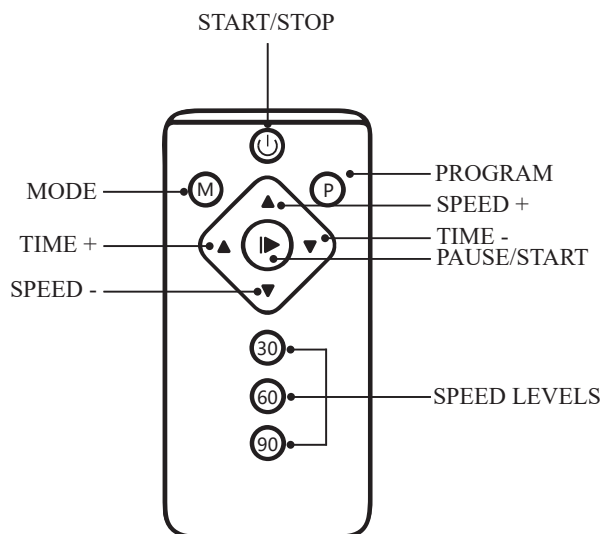 START/STOP
M
P
MODE
PROGRAM
SPEED +
TIME +
TIME -
PAUSE/START
SPEED -
30
60
SPEED LEVELS
90